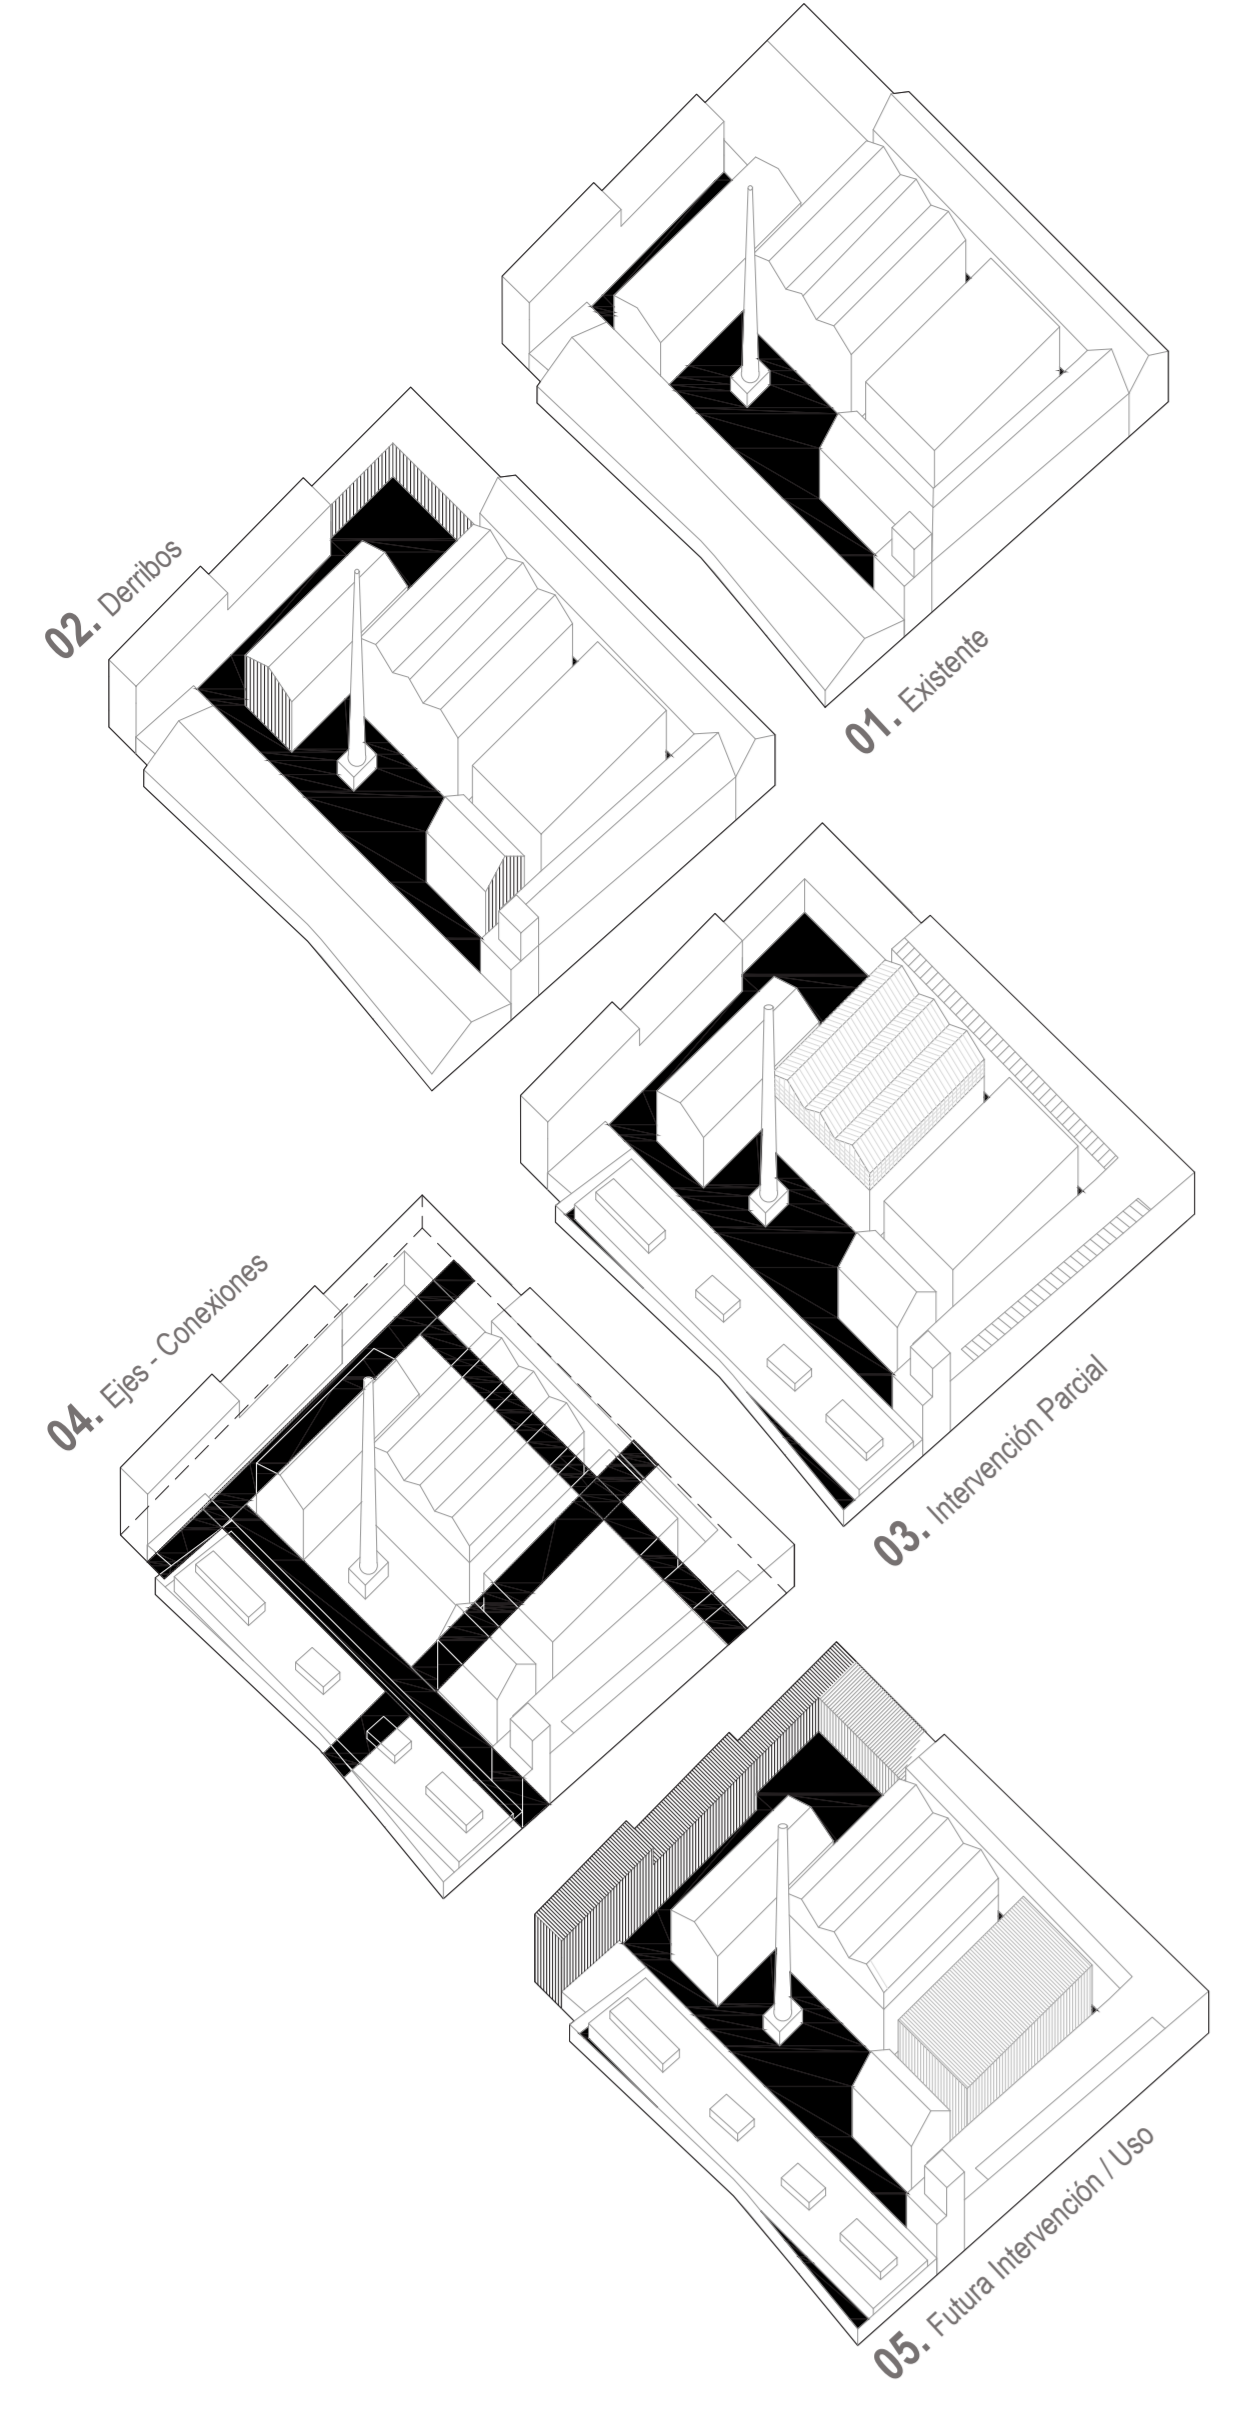 01. Existente
02. Derribos
03. Intervención Parcial
04. Ejes - Conexiones
05. Futura Intervención / Uso